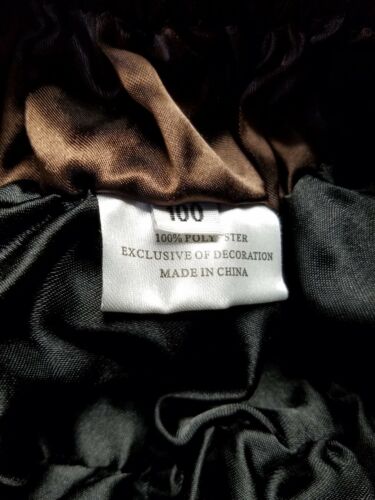 100
100% POLYESTER
EXCLUSIVE OF DECORATION
MADE IN CHINA